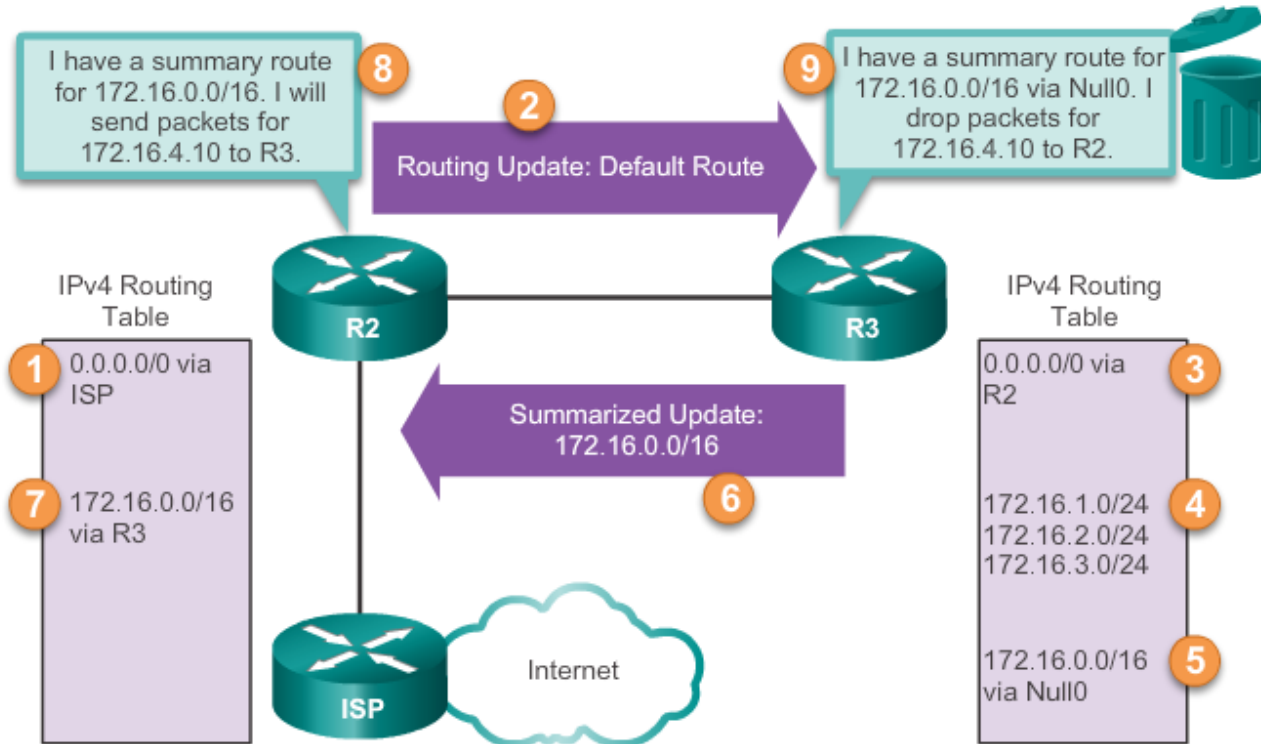 I have a summary route
for 172.16.0.0/16. I will
send packets for
172.16.4.10 to R3.
8
2
Routing Update: Default Route
9
I have a summary route for
172.16.0.0/16 via Null0. I
drop packets for
172.16.4.10 to R2.
R2
R3
IPv4 Routing
Table
1
0.0.0.0/0 via
ISP
7
172.16.0.0/16
via R3
Summarized Update:
172.16.0.0/16
6
IPv4 Routing
Table
0.0.0.0/0 via
R2
3
172.16.1.0/24
172.16.2.0/24
172.16.3.0/24
4
172.16.0.0/16
via Null0
5
ISP
Internet